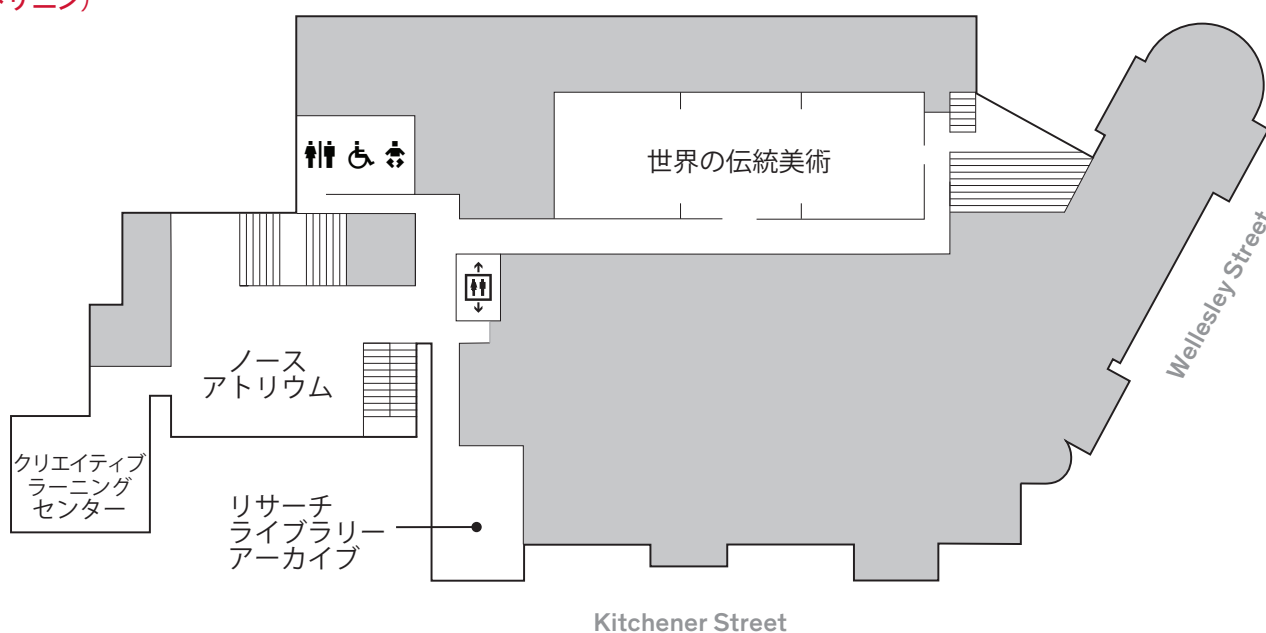 世界の伝統美術
Wellesley Street
ノース
アトリウム
クリエイティブ
ラーニング
センター
リサーチ
ライブラリー
アーカイブ
Kitchener Street